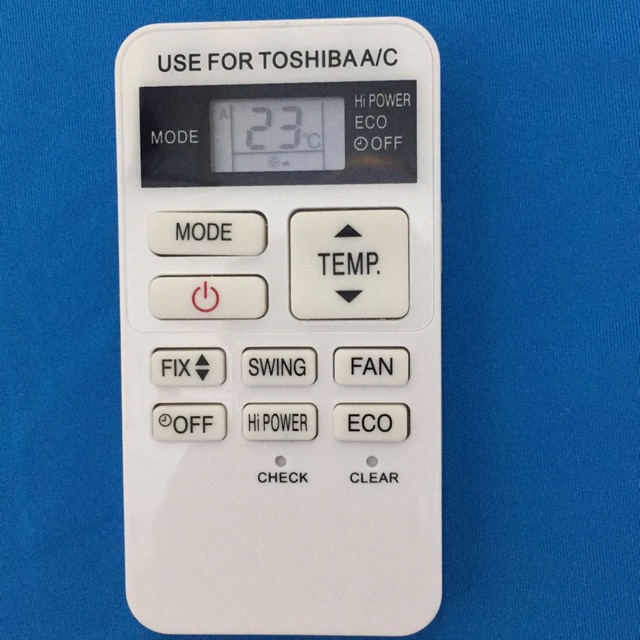 USE FOR TOSHIBA A/C
MODE
A
23°C
Hi POWER
ECO
OFF
MODE
TEMP.
FIX
SWING
FAN
OFF
Hi POWER
ECO
CHECK
CLEAR